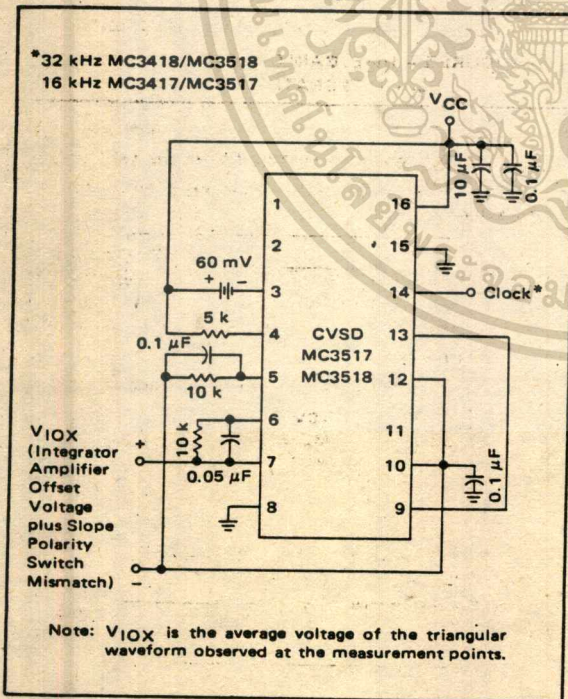 *32 kHz MC3418/MC3518
16 kHz MC3417/MC3517
VCC
10 µF
0.1 µF
1
16
2
15
60 mV
+ -
3
14
Clock*
5 k
4
13
0.1 µF
CVSD
MC3517
MC3518
5
12
10 k
6
11
10 k
7
10
0.05 µF
0.1 µF
8
9
VIOX
(Integrator
Amplifier
Offset
Voltage
plus Slope
Polarity
Switch
Mismatch)
+
-
Note: VIOX is the average voltage of the triangular
waveform observed at the measurement points.